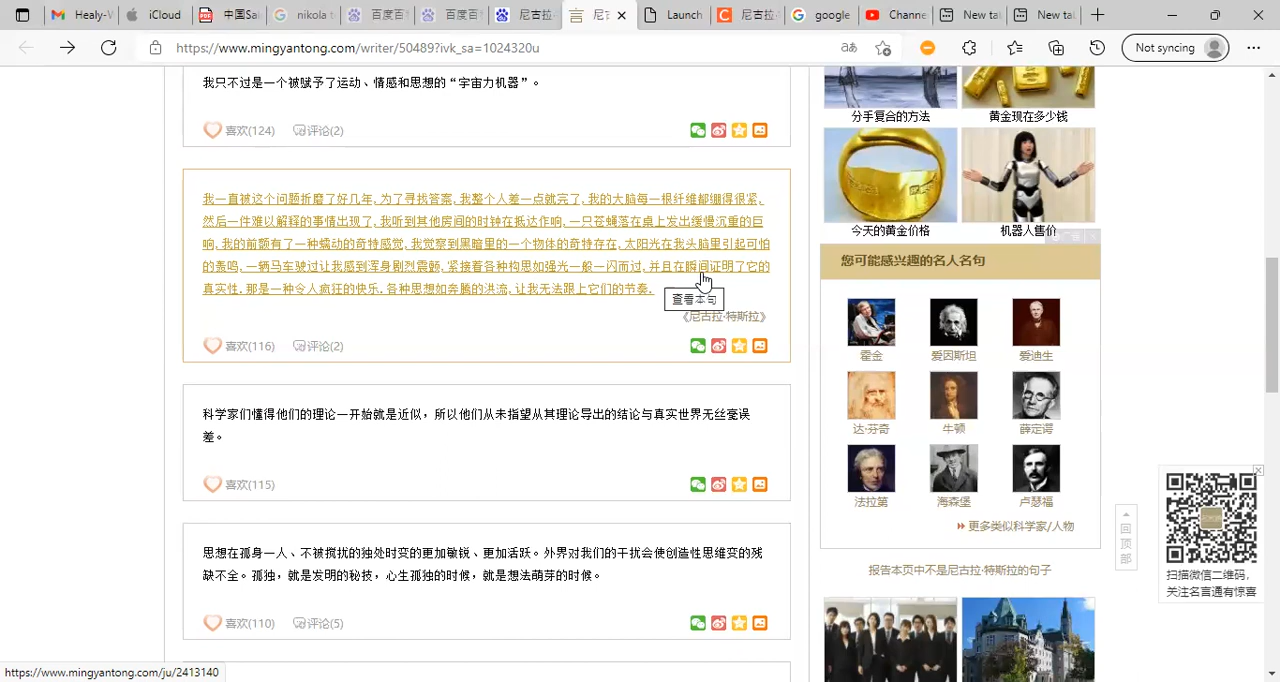 Healy-W
iCloud
中国Sai
nikola t
百度百
百度百
尼古拉
尼古
Launch
尼古拉
google
Channe
New ta
New tal
https://www.mingyantong.com/writer/50489?ivk_sa=1024320u
Not syncing
我只不过是一个被赋予了运动、情感和思想的“宇宙力机器”。
喜欢(124) 评论(2)
我一直被这个问题折磨了好几年, 为了寻找答案, 我整个人差一点就完了, 我的大脑每一根纤维都绷得很紧,
然后一件难以解释的事情出现了, 我听到其他房间的时钟在抵达作响, 一只苍蝇落在桌上发出缓慢沉重的巨
响, 我的前额有了一种蠕动的奇特感觉, 我觉察到黑暗里的一个物体的奇特存在, 太阳光在我头脑里引起可怕
的轰鸣, 一辆马车驶过让我感到浑身剧烈震颤, 紧接着各种构思如强光一般一闪而过, 并且在瞬间证明了它的
真实性, 那是一种令人疯狂的快乐, 各种思想如奔腾的洪流, 让我无法跟上它们的节奏.
查看本句
《尼古拉·特斯拉》
喜欢(116) 评论(2)
科学家们懂得他们的理论一开始就是近似，所以他们从未指望从其理论导出的结论与真实世界无丝毫误
差。
喜欢(115)
思想在孤身一人、不被搅扰的独处时变的更加敏锐、更加活跃。外界对我们的干扰会使创造性思维变的残
缺不全。独处，就是发明的秘枝，心生独处的时候，就是思想萌芽的时候。
喜欢(110) 评论(5)
https://www.mingyantong.com/ju/2413140
分手复合的方法
黄金现在多少钱
今天的黄金价格
机器人售价
您可能感兴趣的名人名句
霍金
爱因斯坦
爱迪生
达·芬奇
牛顿
薛定谔
法拉第
海森堡
卢瑟福
更多类似科学家/人物
报告本页中不是尼古拉·特斯拉的句子
回
顶
部
扫描微信二维码，
关注名言通有惊喜